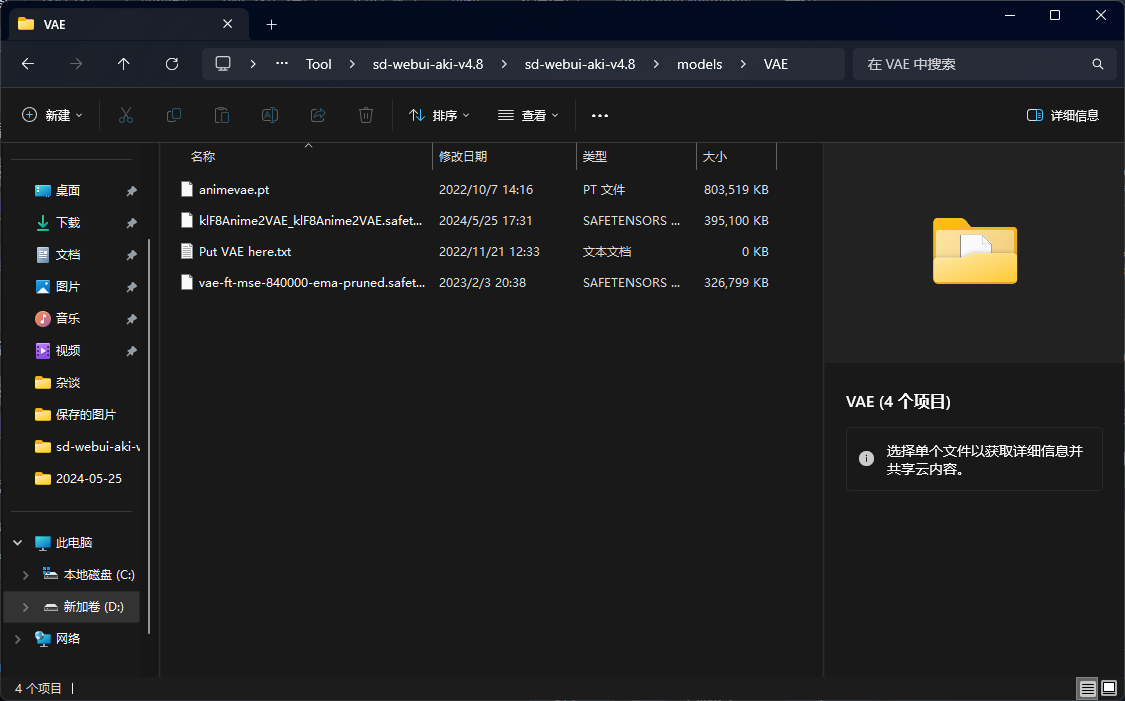 VAE
Tool > sd-webui-aki-v4.8 > sd-webui-aki-v4.8 > models > VAE
在 VAE 中搜索
新建
排序
查看
详细信息
名称 修改日期 类型 大小
animevae.pt 2022/10/7 14:16 PT 文件 803,519 KB
klF8Anime2VAE_klF8Anime2VAE.safet... 2024/5/25 17:31 SAFETENSORS ... 395,100 KB
Put VAE here.txt 2022/11/21 12:33 文本文档 0 KB
vae-ft-mse-840000-ema-pruned.safet... 2023/2/3 20:38 SAFETENSORS ... 326,799 KB
桌面
下载
文档
图片
音乐
视频
杂谈
保存的图片
sd-webui-aki-v
2024-05-25
此电脑
本地磁盘 (C:)
新加卷 (D:)
网络
VAE (4 个项目)
选择单个文件以获取详细信息并
共享云内容。
4 个项目